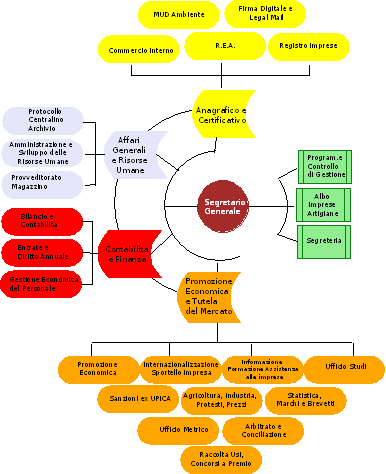 MUD Ambiente
Firma Digitale e
Legal Mail
Commercio Interno
R.E.A.
Registro Imprese
Anagrafico e
Certificativo
Protocollo
Centralino
Archivio
Amministrazione e
Sviluppo delle
Risorse Umane
Provveditorato
Magazzino
Affari
Generali
e Risorse
Umane
Segretario
Generale
Program.e
Controllo
di Gestione
Albo
Imprese
Artigiane
Segreteria
Bilancio e
Contabilità
Entrate e
Diritto Annuale
Gestione Economica
del Personale
Contabilità
e Finanza
Promozione
Economica
e Tutela
del Mercato
Promozione
Economica
Internazionalizzazione
Sportello Impresa
Informazione
Formazione Assistenza
alle imprese
Ufficio Studi
Sanzioni ex UPICA
Agricoltura, Industria,
Protesti, Prezzi
Statistica,
Marchi e Brevetti
Ufficio Metrico
Arbitrato e
Conciliazione
Raccolta Usi,
Concorsi a Premio